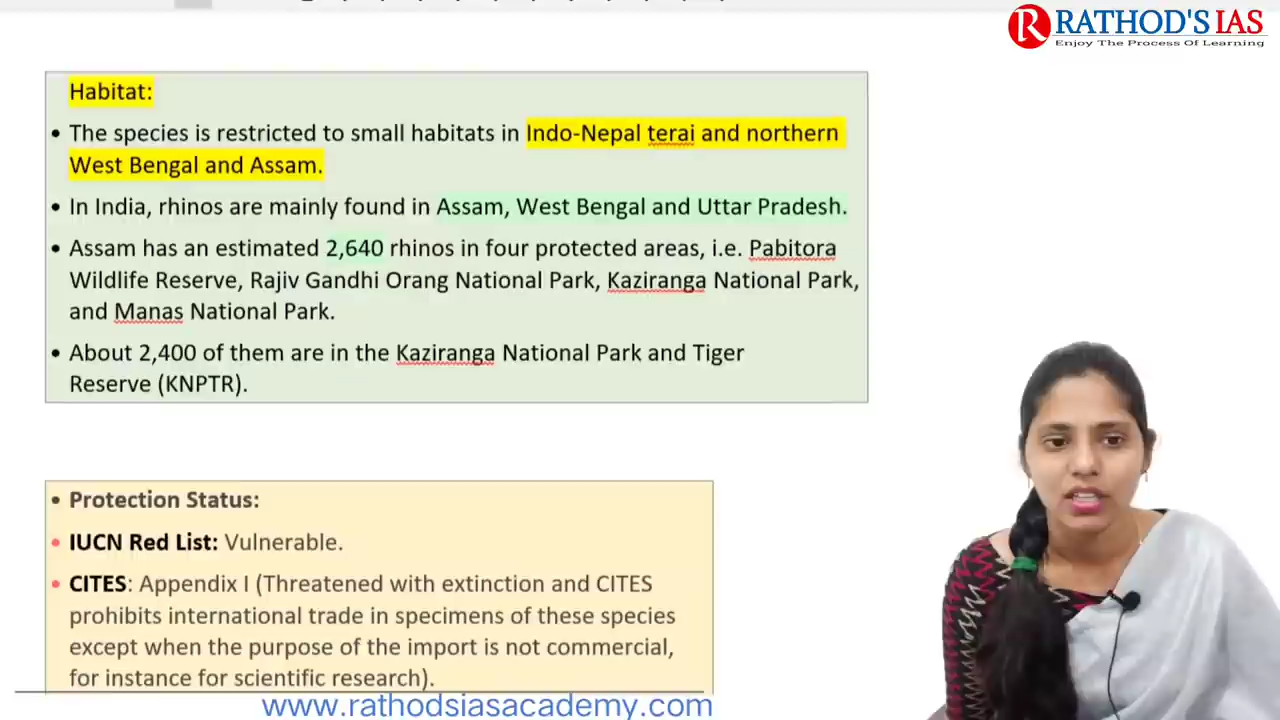 RATHOD'S IAS
Enjoy The Process Of Learning
Habitat:
• The species is restricted to small habitats in Indo-Nepal terai and northern
West Bengal and Assam.
• In India, rhinos are mainly found in Assam, West Bengal and Uttar Pradesh.
• Assam has an estimated 2,640 rhinos in four protected areas, i.e. Pabitora
Wildlife Reserve, Rajiv Gandhi Orang National Park, Kaziranga National Park,
and Manas National Park.
• About 2,400 of them are in the Kaziranga National Park and Tiger
Reserve (KNPTR).
• Protection Status:
• IUCN Red List: Vulnerable.
• CITES: Appendix I (Threatened with extinction and CITES
prohibits international trade in specimens of these species
except when the purpose of the import is not commercial,
for instance for scientific research).
www.rathodsiasacademy.com